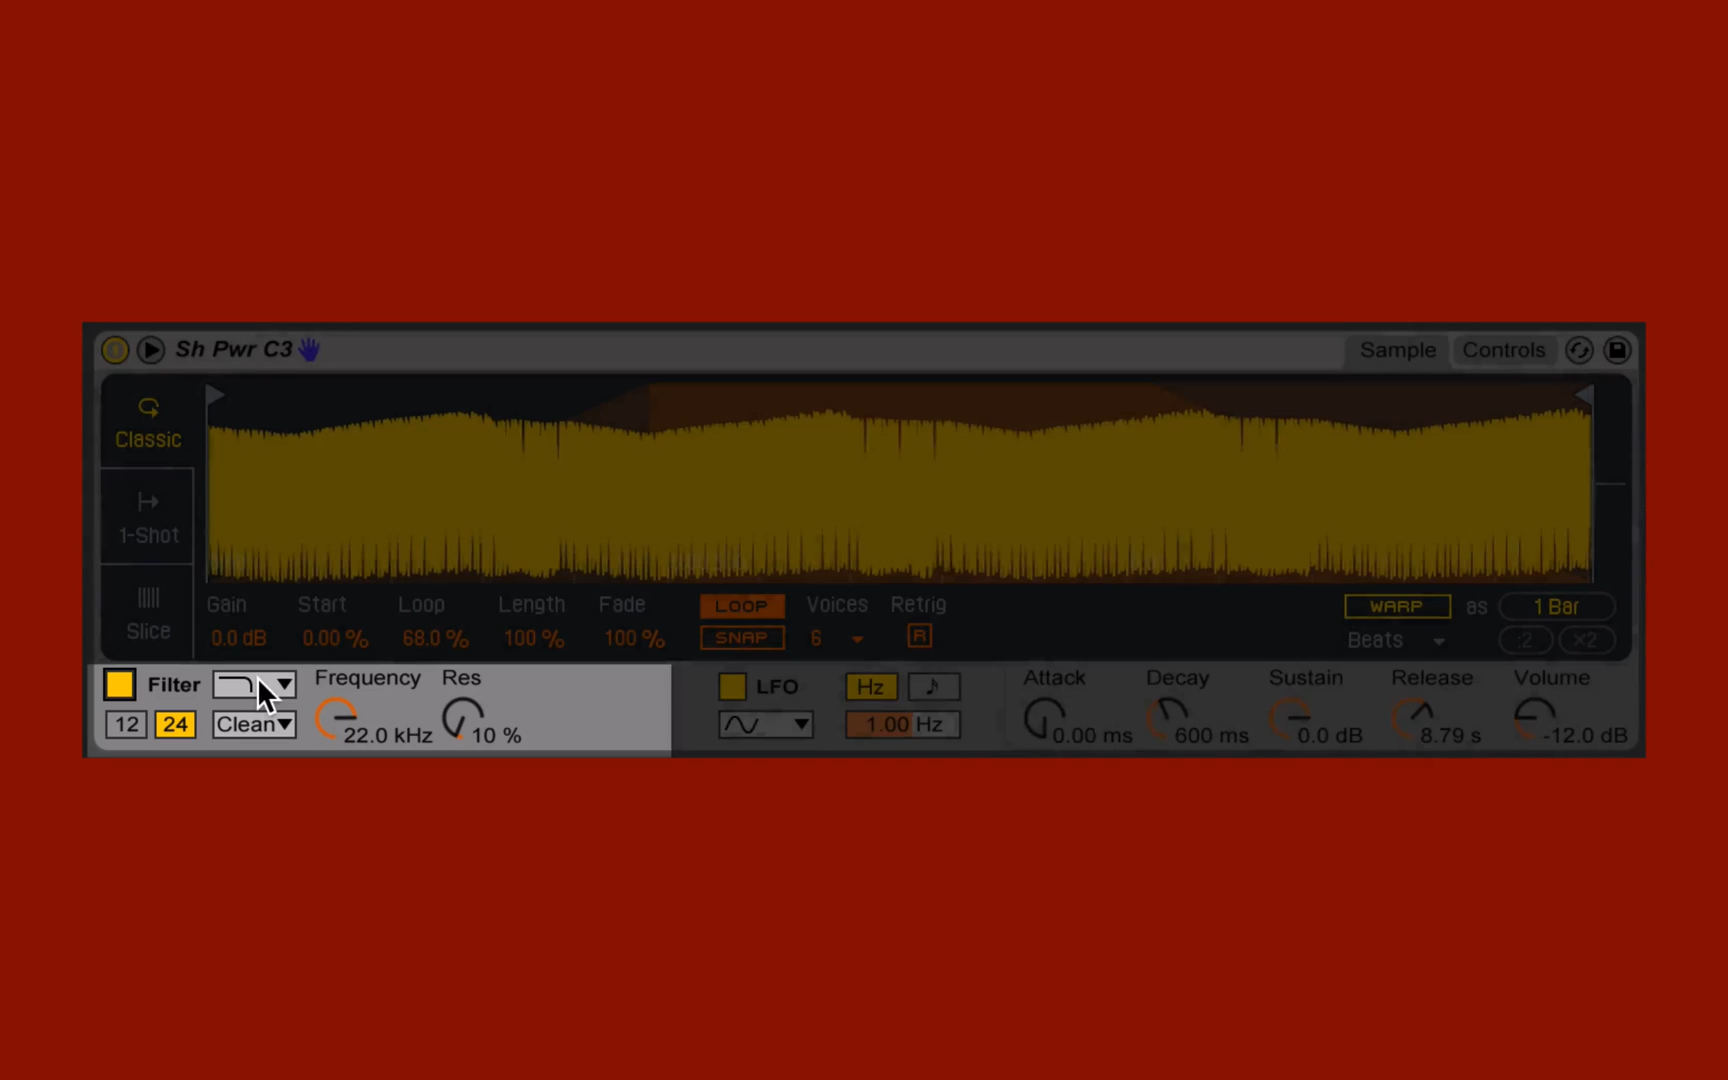 Sh Pwr C3 Sample Controls
Classic
1-Shot
Slice
Gain Start Loop Length Fade LOOP Voices Retrig WARP as 1 Bar
0.0 dB 0.00 % 68.0 % 100 % 100 % SNAP 6 R Beats :2 ×2
Filter Frequency Res LFO Hz Attack Decay Sustain Release Volume
12 24 Clean 22.0 kHz 10 % 1.00 Hz 0.00 ms 600 ms 0.0 dB 8.79 s -12.0 dB